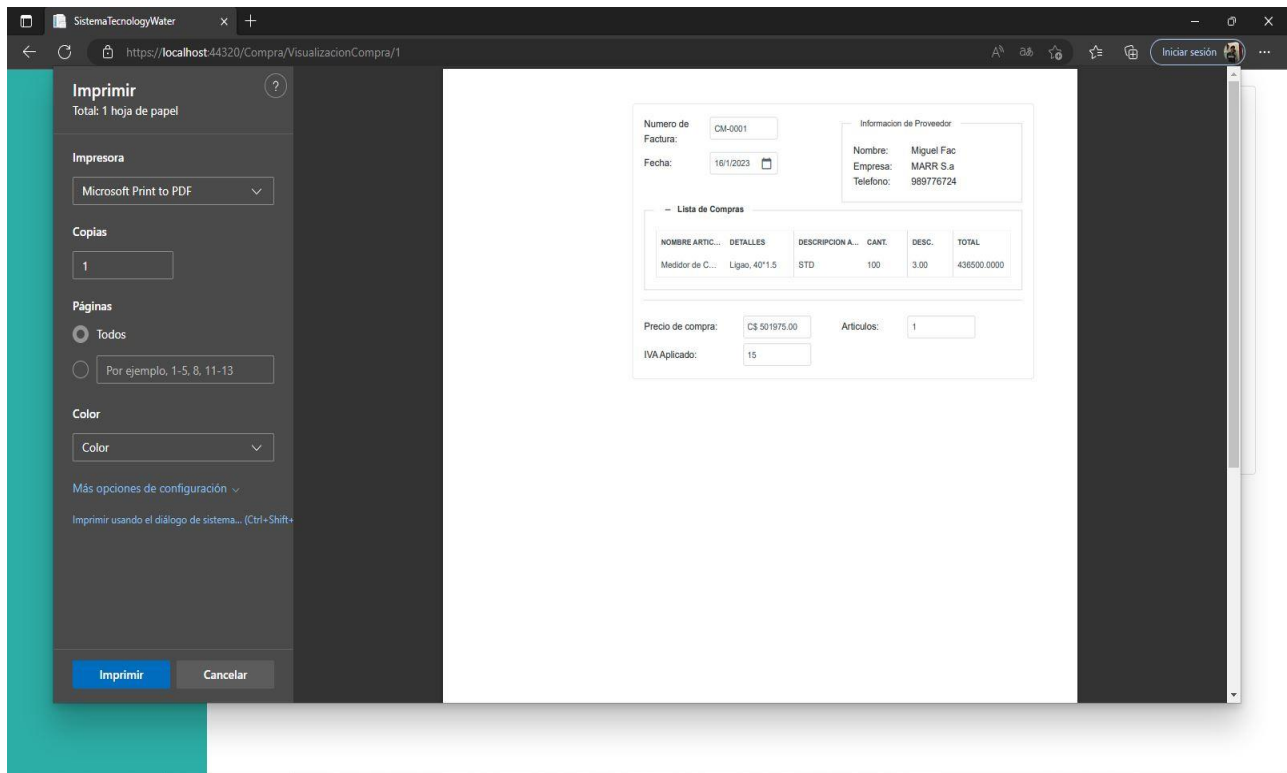 SistemaTecnologyWater
https://localhost:44320/Compra/VisualizacionCompra/1
Iniciar sesión
Imprimir
Total: 1 hoja de papel
Impresora
Microsoft Print to PDF
Copias
1
Páginas
Todos
Por ejemplo, 1-5, 8, 11-13
Color
Color
Más opciones de configuración
Imprimir usando el diálogo de sistema... (Ctrl+Shift+
Imprimir
Cancelar
Numero de
Factura:
CM-0001
Fecha:
16/1/2023
Informacion de Proveedor
Nombre: Miguel Fac
Empresa: MARR S.a
Telefono: 989776724
– Lista de Compras
NOMBRE ARTIC... DETALLES DESCRIPCION A... CANT. DESC. TOTAL
Medidor de C... Ligao, 40*1.5 STD 100 3.00 436500.0000
Precio de compra: C$ 501975.00 Articulos: 1
IVA Aplicado: 15